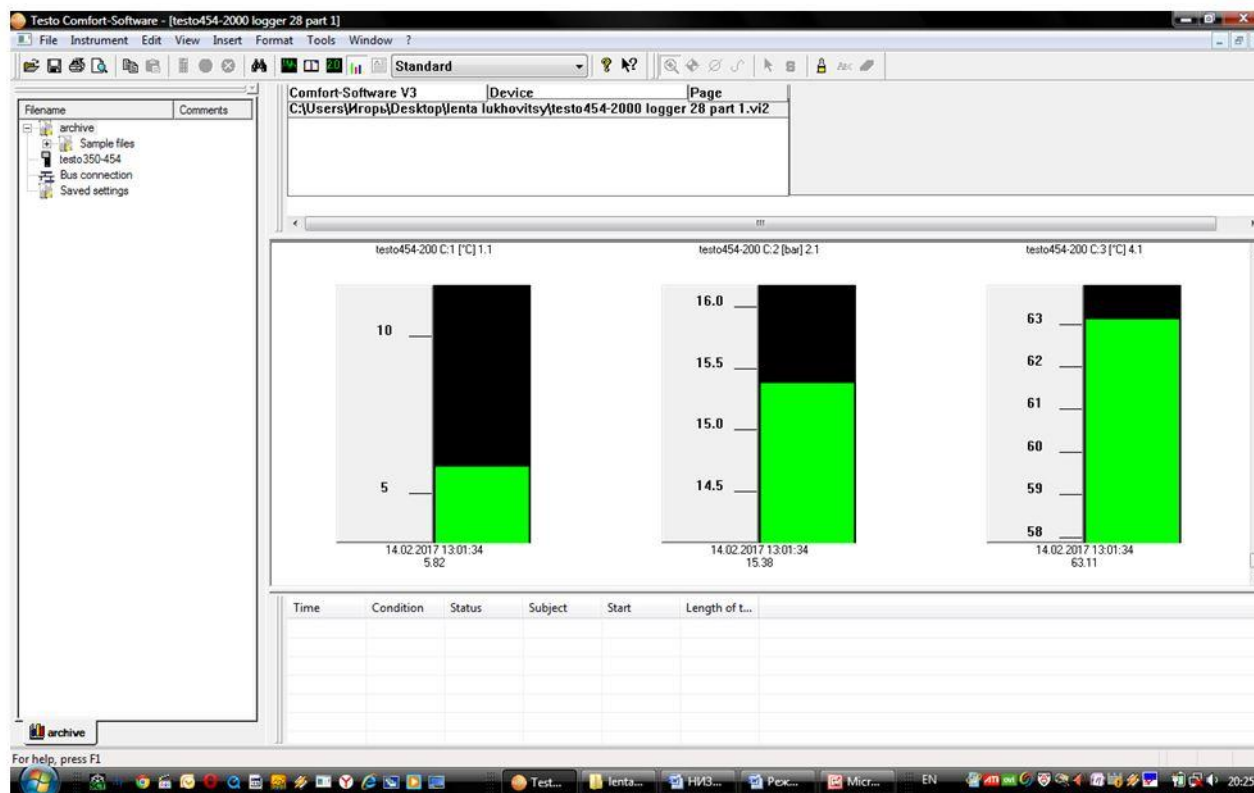 Testo Comfort-Software - [testo454-2000 logger 28 part 1]
File Instrument Edit View Insert Format Tools Window ?
Standard
Filename Comments
archive
Sample files
testo350-454
Bus connection
Saved settings
archive
Comfort-Software V3 Device Page
C:\Users\Игорь\Desktop\lenta lukhovitsy\testo454-2000 logger 28 part 1.vi2
testo454-200 C:1 [°C] 1.1
10
5
14.02.2017 13:01:34
5.82
testo454-200 C:2 [bar] 2.1
16.0
15.5
15.0
14.5
14.02.2017 13:01:34
15.38
testo454-200 C:3 [°C] 4.1
63
62
61
60
59
58
14.02.2017 13:01:34
63.11
Time Condition Status Subject Start Length of t...
For help, press F1
Test... lenta... НИЗ... Реж... Micr... EN 20:25